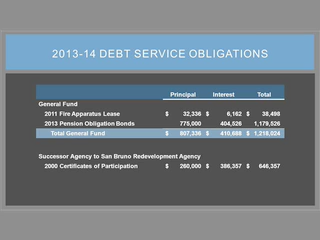 2013-14 DEBT SERVICE OBLIGATIONS
Principal Interest Total
General Fund
2011 Fire Apparatus Lease $ 32,336 $ 6,162 $ 38,498
2013 Pension Obligation Bonds 775,000 404,526 1,179,526
Total General Fund $ 807,336 $ 410,688 $ 1,218,024
Successor Agency to San Bruno Redevelopment Agency
2000 Certificates of Participation $ 260,000 $ 386,357 $ 646,357